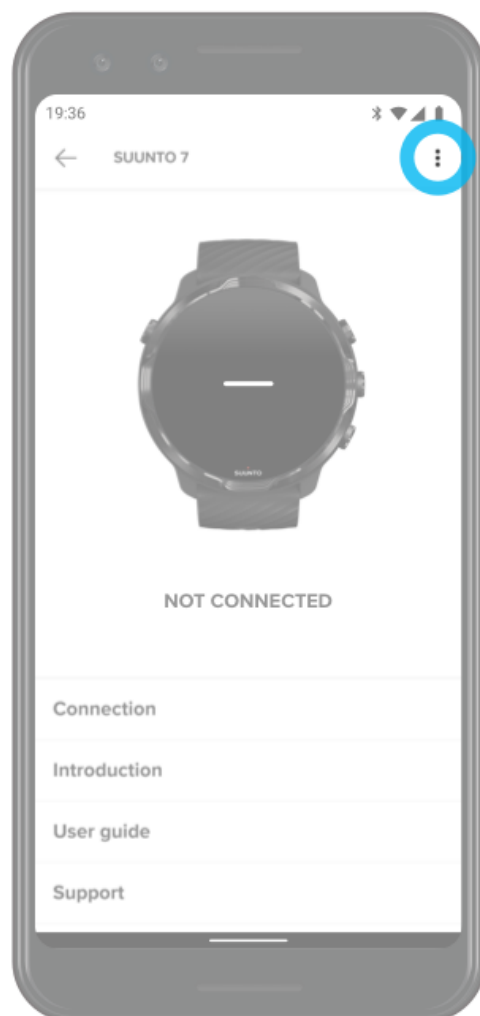 19:36
SUUNTO 7
SUUNTO
NOT CONNECTED
Connection
Introduction
User guide
Support